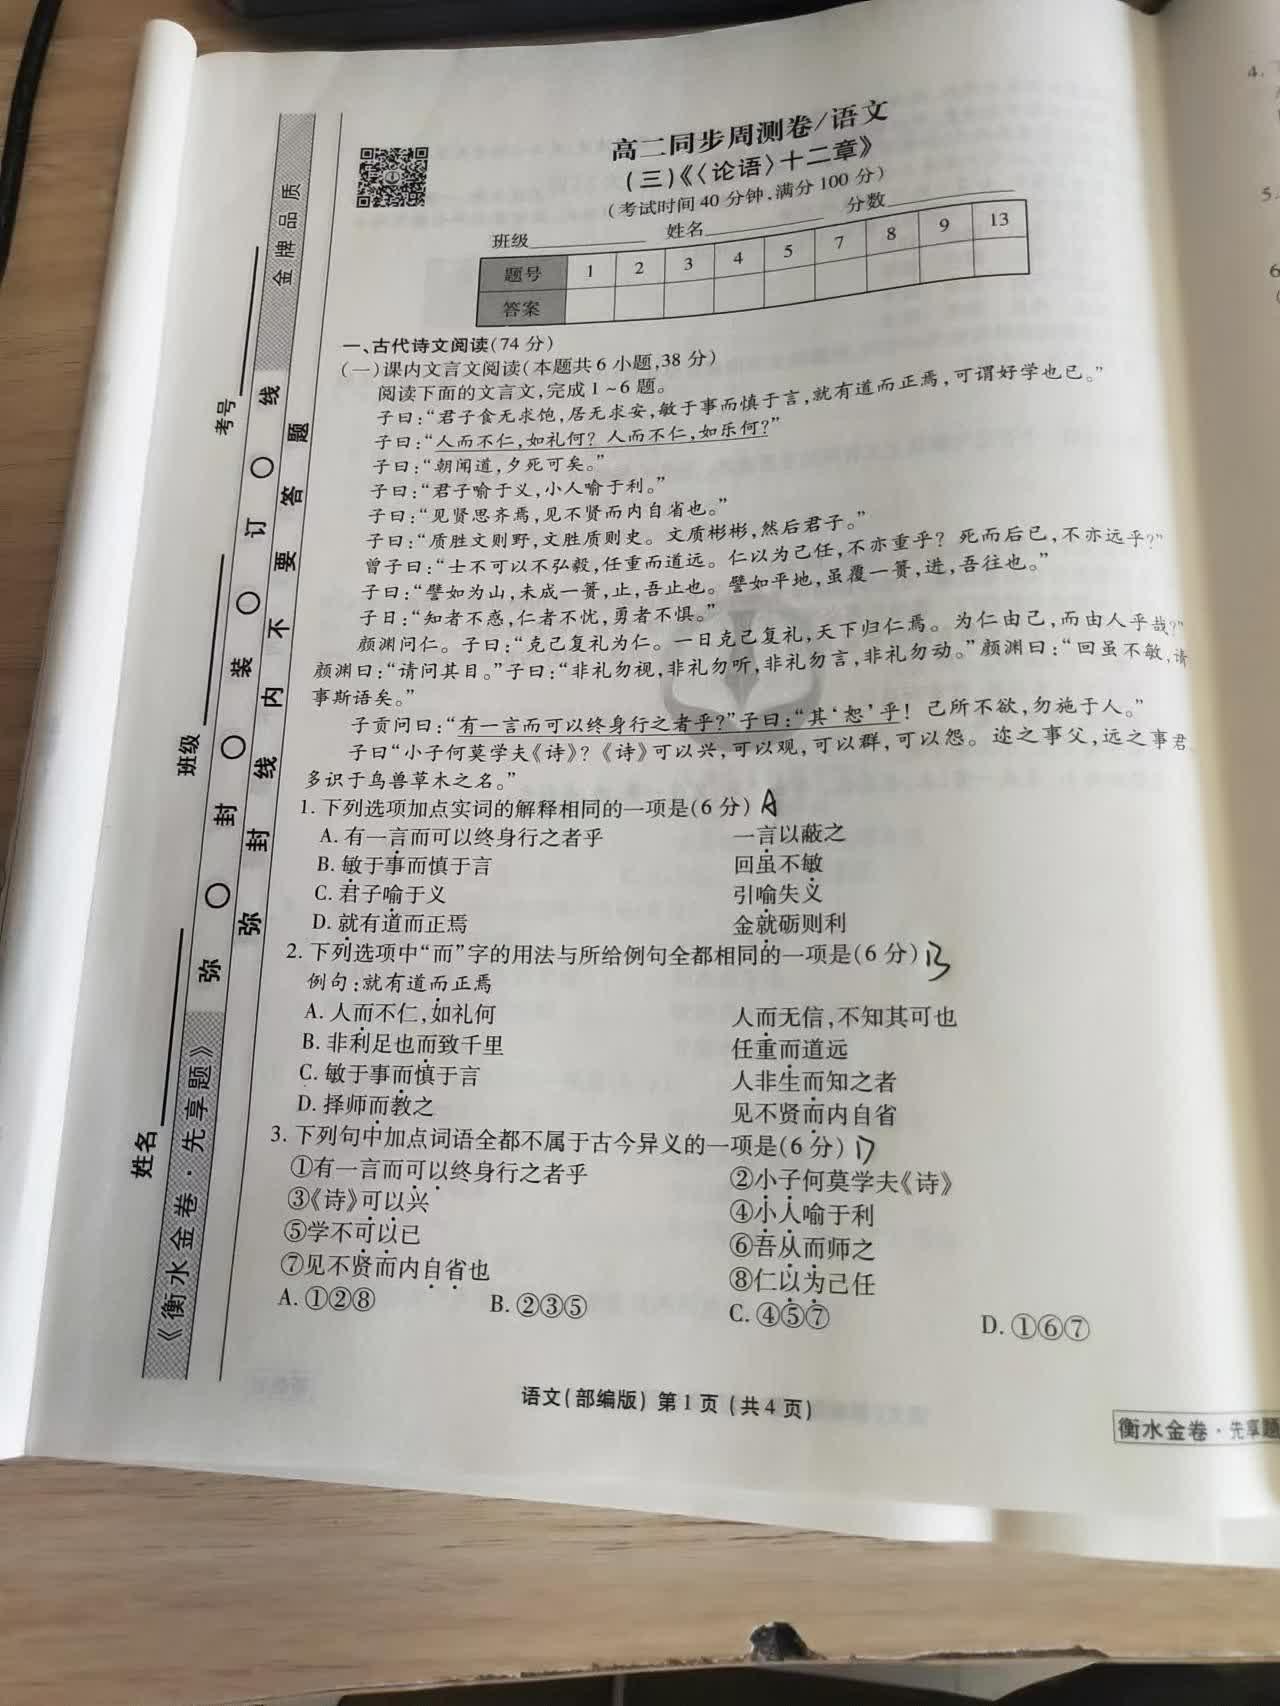 高二同步周测卷/语文
(三)《〈论语〉十二章》
(考试时间40分钟,满分100分)
班级 姓名 分数
题号 1 2 3 4 5 7 8 9 13
答案
一、古代诗文阅读(74分)
(一)课内文言文阅读(本题共6小题,38分)
阅读下面的文言文,完成1~6题。
子曰:“君子食无求饱,居无求安,敏于事而慎于言,就有道而正焉,可谓好学也已。”
子曰:“人而不仁,如礼何?人而不仁,如乐何?”
子曰:“朝闻道,夕死可矣。”
子曰:“君子喻于义,小人喻于利。”
子曰:“见贤思齐焉,见不贤而内自省也。”
子曰:“质胜文则野,文胜质则史。文质彬彬,然后君子。”
曾子曰:“士不可以不弘毅,任重而道远。仁以为己任,不亦重乎?死而后已,不亦远乎?”
子曰:“譬如为山,未成一篑,止,吾止也。譬如平地,虽覆一篑,进,吾往也。”
子曰:“知者不惑,仁者不忧,勇者不惧。”
颜渊问仁。子曰:“克己复礼为仁。一日克己复礼,天下归仁焉。为仁由己,而由人乎哉?”
颜渊曰:“请问其目。”子曰:“非礼勿视,非礼勿听,非礼勿言,非礼勿动。”颜渊曰:“回虽不敏,请
事斯语矣。”
子贡问曰:“有一言而可以终身行之者乎?”子曰:“其‘恕’乎!己所不欲,勿施于人。”
子曰“小子何莫学夫《诗》?《诗》可以兴,可以观,可以群,可以怨。迩之事父,远之事君
多识于鸟兽草木之名。”
1. 下列选项加点实词的解释相同的一项是(6分) A
A. 有一言而可以终身行之者乎 一言以蔽之
B. 敏于事而慎于言 回虽不敏
C. 君子喻于义 引喻失义
D. 就有道而正焉 金就砺则利
2. 下列选项中“而”字的用法与所给例句全都相同的一项是(6分) B
例句:就有道而正焉
A. 人而不仁,如礼何 人而无信,不知其可也
B. 非利足也而致千里 任重而道远
C. 敏于事而慎于言 人非生而知之者
D. 择师而教之 见不贤而内自省
3. 下列句中加点词语全都不属于古今异义的一项是(6分) D
①有一言而可以终身行之者乎 ②小子何莫学夫《诗》
③《诗》可以兴 ④小人喻于利
⑤学不可以已 ⑥吾从而师之
⑦见不贤而内自省也 ⑧仁以为己任
A. ①②⑧ B. ②③⑤ C. ④⑤⑦ D. ①⑥⑦
语文(部编版) 第1页(共4页)
衡水金卷·先享题
金牌品质
考号
班级
姓名
弥 封 装 订 线
弥封线内不要答题
《衡水金卷·先享题》
4.
5.
6